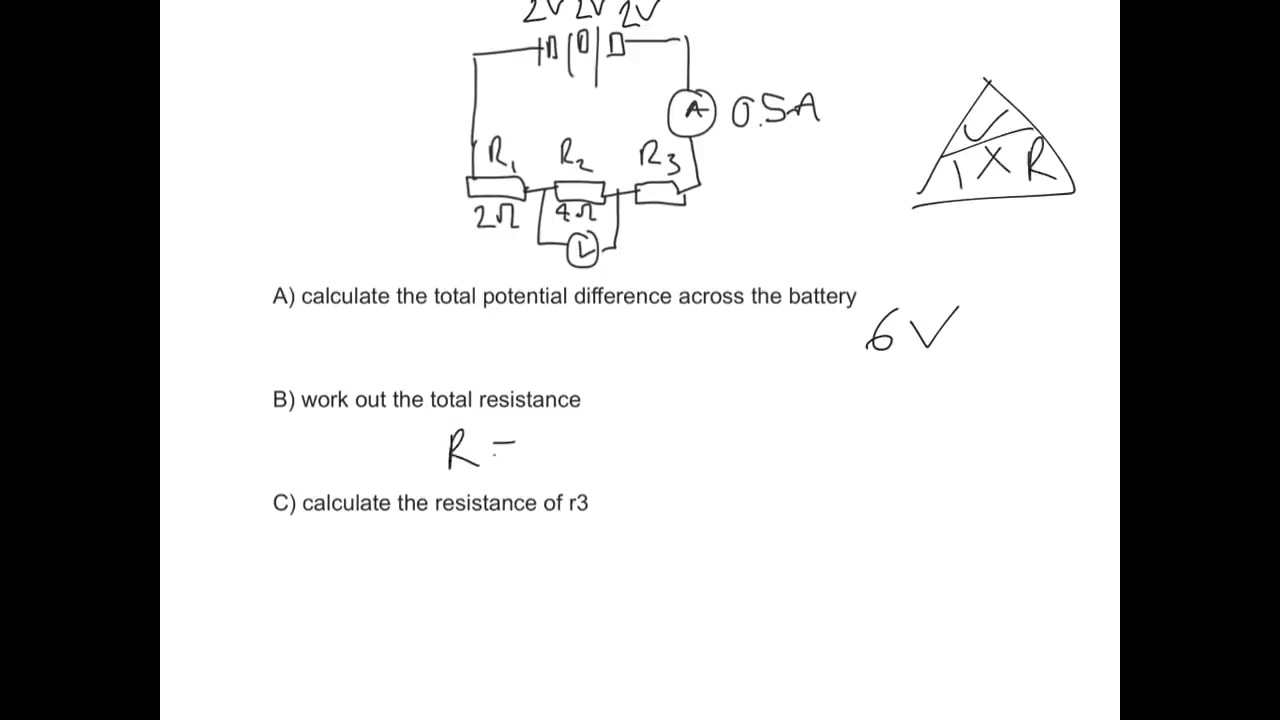 2V 2V 2V
A 0.5A
R1 R2 R3
2Ω 4Ω
V
I X R
A) calculate the total potential difference across the battery
6V
B) work out the total resistance
R =
C) calculate the resistance of r3